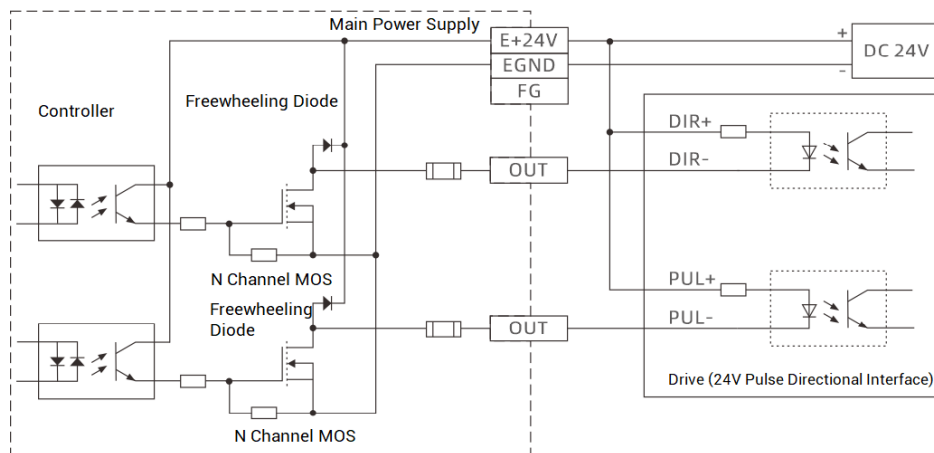 Main Power Supply
E+24V
+
DC 24V
EGND
-
FG
Freewheeling Diode
Controller
DIR+
OUT
DIR-
N Channel MOS
PUL+
Freewheeling
Diode
OUT
PUL-
Drive (24V Pulse Directional Interface)
N Channel MOS